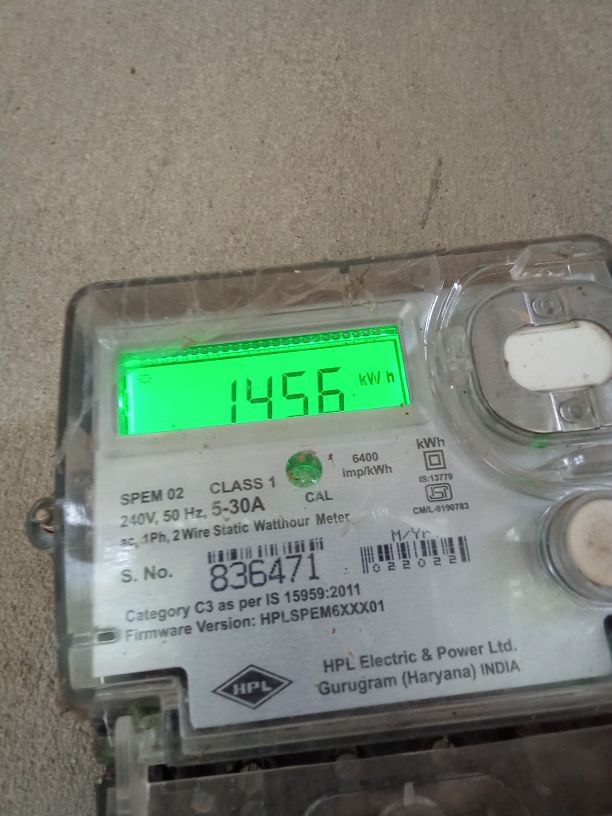 1456 kWh
6400
imp/kWh
kWh
IS:13779
CM/L-9190783
SPEM 02 CLASS 1
CAL
240V, 50 Hz, 5-30A
ac, 1Ph, 2 Wire Static Watthour Meter
M/Yr.
S. No. 836471 022022
Category C3 as per IS 15959:2011
Firmware Version: HPLSPEM6XXX01
HPL
HPL Electric & Power Ltd.
Gurugram (Haryana) INDIA